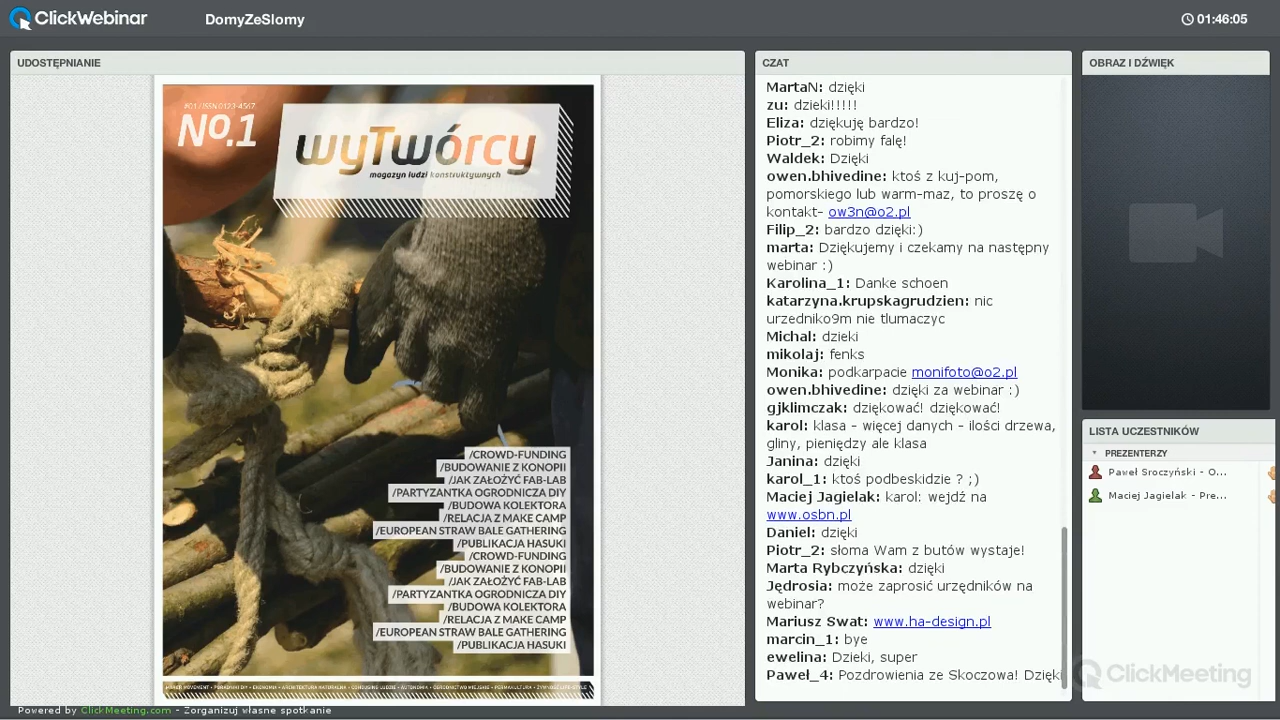 ClickWebinar
DomyZeSlomy
01:46:05
UDOSTĘPNIANIE
#01 / ISSN 0123-4567
No.1
wyTwórcy
magazyn ludzi konstruktywnych
/CROWD-FUNDING
/BUDOWANIE Z KONOPII
/JAK ZAŁOŻYĆ FAB-LAB
/PARTYZANTKA OGRODNICZA DIY
/BUDOWA KOLEKTORA
/RELACJA Z MAKE CAMP
/EUROPEAN STRAW BALE GATHERING
/PUBLIKACJA HASUKI
/CROWD-FUNDING
/BUDOWANIE Z KONOPII
/JAK ZAŁOŻYĆ FAB-LAB
/PARTYZANTKA OGRODNICZA DIY
/BUDOWA KOLEKTORA
/RELACJA Z MAKE CAMP
/EUROPEAN STRAW BALE GATHERING
/PUBLIKACJA HASUKI
CZAT
MartaN: dzięki
zu: dzieki!!!!!
Eliza: dziękuję bardzo!
Piotr_2: robimy falę!
Waldek: Dzięki
owen.bhivedine: ktoś z kuj-pom,
pomorskiego lub warm-maz, to proszę o
kontakt- ow3n@o2.pl
Filip_2: bardzo dzięki:)
marta: Dziękujemy i czekamy na następny
webinar :)
Karolina_1: Danke schoen
katarzyna.krupskagrudzien: nic
urzedniko9m nie tlumaczyc
Michal: dzieki
mikolaj: fenks
Monika: podkarpacie monifoto@o2.pl
owen.bhivedine: dzięki za webinar :)
gjklimczak: dziękować! dziękować!
karol: klasa - więcej danych - ilości drzewa,
gliny, pieniędzy ale klasa
Janina: dzięki
karol_1: ktoś podbeskidzie ? ;)
Maciej Jagielak: karol: wejdź na
www.osbn.pl
Daniel: dzięki
Piotr_2: słoma Wam z butów wystaje!
Marta Rybczyńska: dzięki
Jędrosia: może zaprosić urzędników na
webinar?
Mariusz Swat: www.ha-design.pl
marcin_1: bye
ewelina: Dzieki, super
Paweł_4: Pozdrowienia ze Skoczowa! Dzięki
OBRAZ I DŹWIĘK
LISTA UCZESTNIKÓW
PREZENTERZY
Paweł Sroczyński - O...
Maciej Jagielak - Pre...
ClickMeeting
Powered by ClickMeeting.com - Zorganizuj własne spotkanie